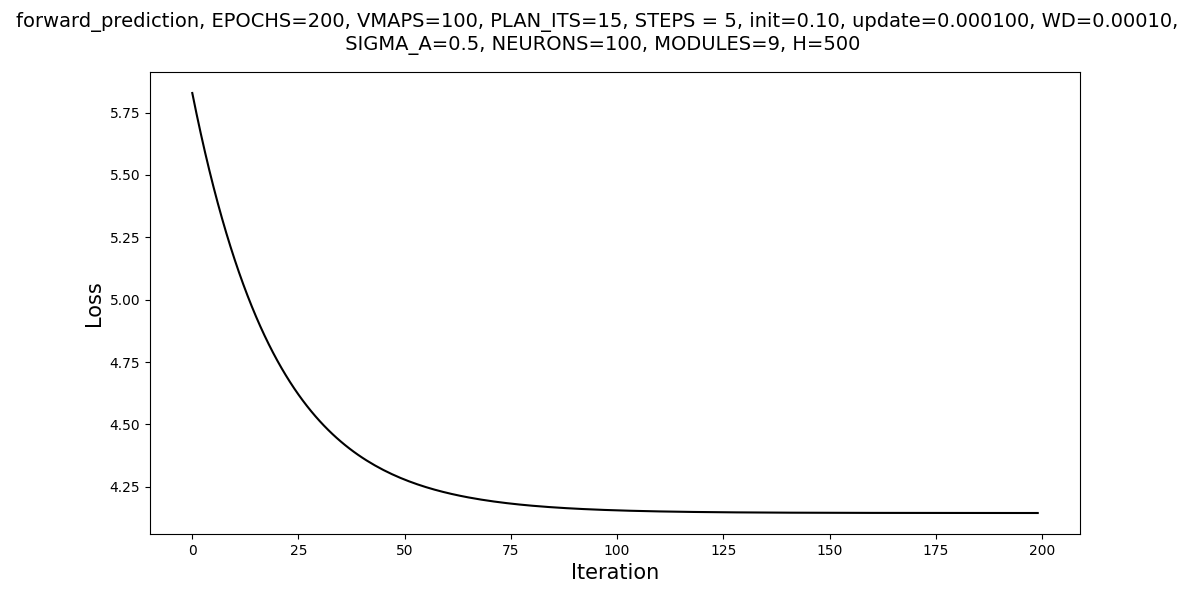 forward_prediction, EPOCHS=200, VMAPS=100, PLAN_ITS=15, STEPS = 5, init=0.10, update=0.000100, WD=0.00010,
SIGMA_A=0.5, NEURONS=100, MODULES=9, H=500
5.75
5.50
5.25
5.00
4.75
4.50
4.25
Loss
0 25 50 75 100 125 150 175 200
Iteration